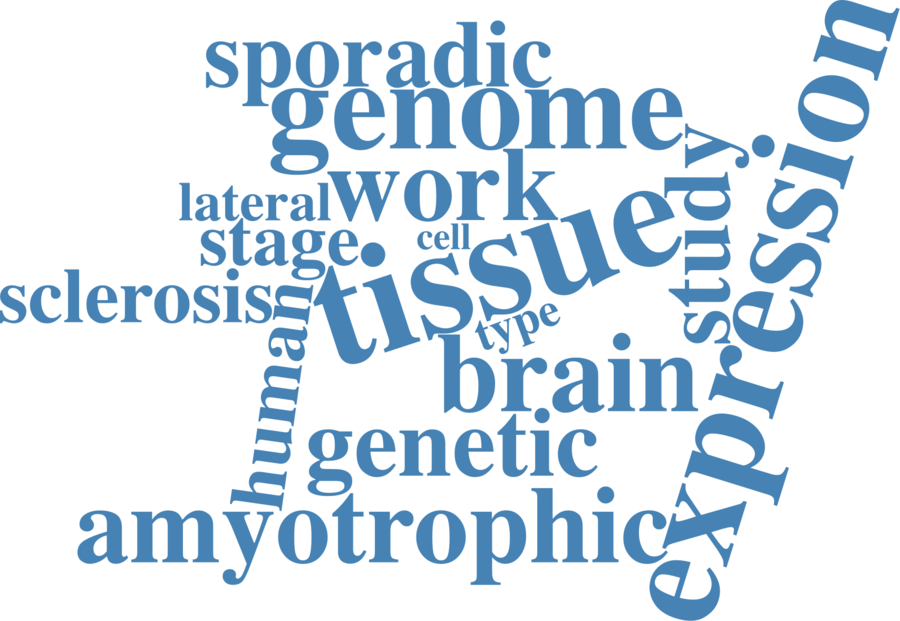 sporadic
genome
expression
study
work
lateral
tissue
stage
cell
sclerosis
human
type
brain
genetic
amyotrophic